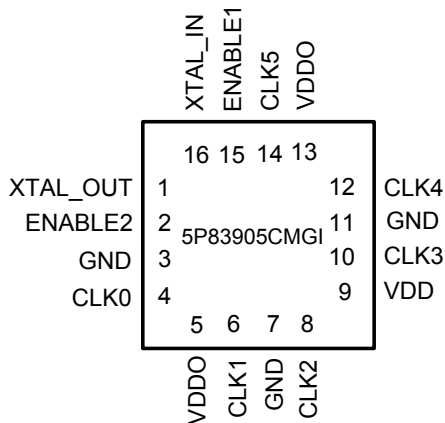 XTAL_IN
ENABLE1
CLK5
VDDO
16 15 14 13
XTAL_OUT 1
12 CLK4
ENABLE2 2
11 GND
5P83905CMGI
GND 3
10 CLK3
CLK0 4
9 VDD
5 6 7 8
VDDO
CLK1
GND
CLK2